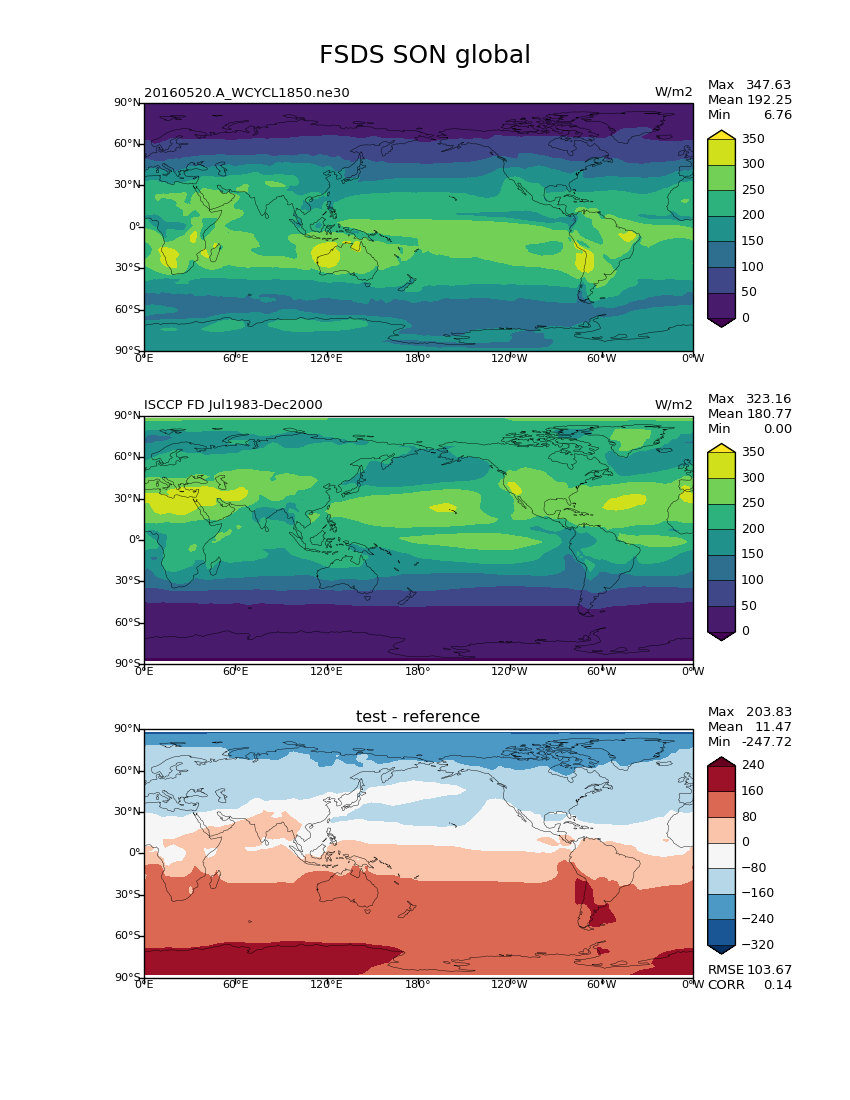 FSDS SON global
20160520.A_WCYCL1850.ne30 W/m2
Max 347.63
Mean 192.25
Min 6.76
90°N
60°N
30°N
0°
30°S
60°S
90°S
0°E 60°E 120°E 180° 120°W 60°W 0°W
350
300
250
200
150
100
50
0
ISCCP FD Jul1983-Dec2000 W/m2
Max 323.16
Mean 180.77
Min 0.00
90°N
60°N
30°N
0°
30°S
60°S
90°S
0°E 60°E 120°E 180° 120°W 60°W 0°W
350
300
250
200
150
100
50
0
test - reference
Max 203.83
Mean 11.47
Min -247.72
90°N
60°N
30°N
0°
30°S
60°S
90°S
0°E 60°E 120°E 180° 120°W 60°W 0°W
240
160
80
0
−80
−160
−240
−320
RMSE 103.67
CORR 0.14